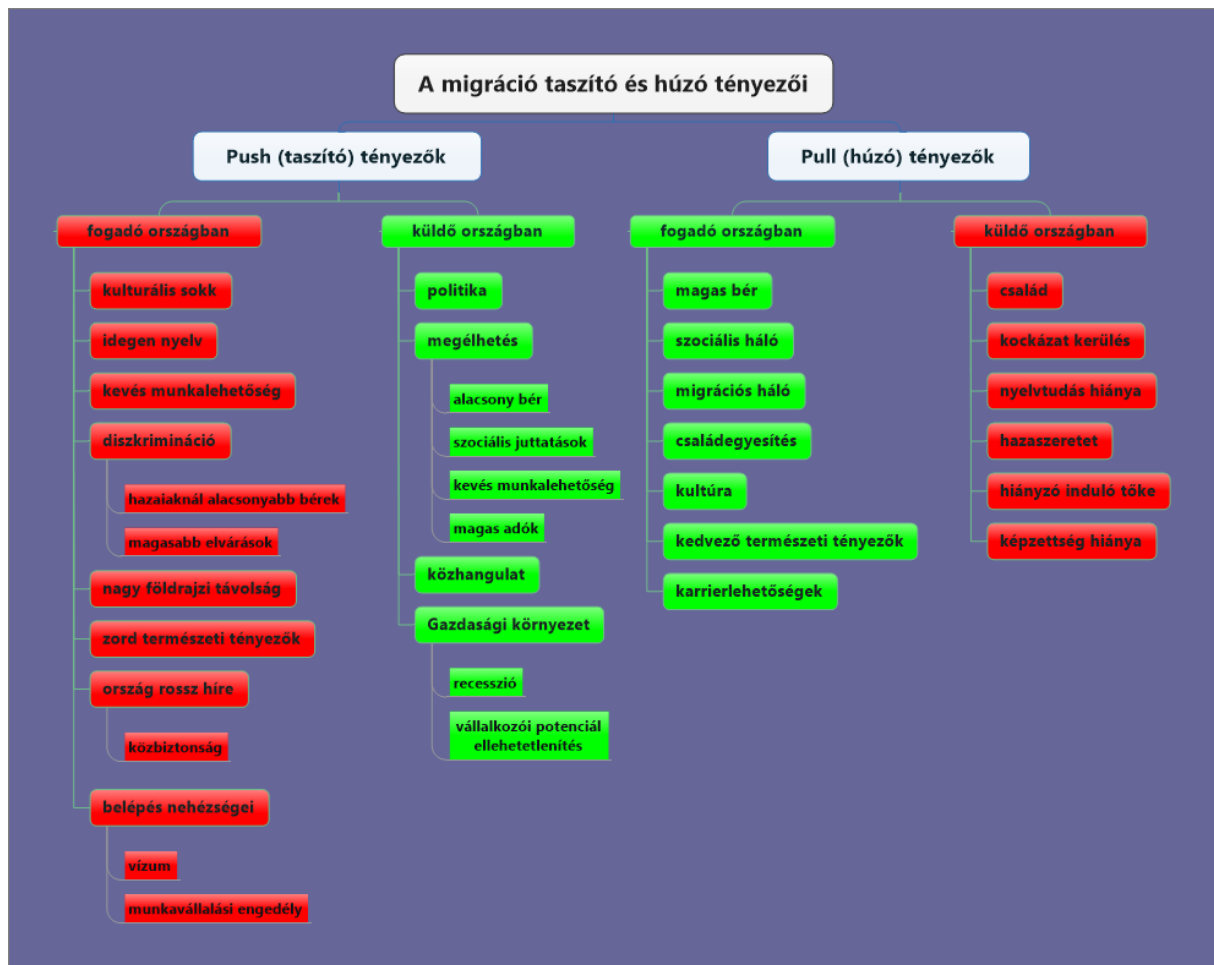 A migráció taszító és húzó tényezői
Push (taszító) tényezők
fogadó országban
kulturális sokk
idegen nyelv
kevés munkalehetőség
diszkrimináció
hazaiaknál alacsonyabb bérek
magasabb elvárások
nagy földrajzi távolság
zord természeti tényezők
ország rossz híre
közbiztonság
belépés nehézségei
vízum
munkavállalási engedély
küldő országban
politika
megélhetés
alacsony bér
szociális juttatások
kevés munkalehetőség
magas adók
közhangulat
Gazdasági környezet
recesszió
vállalkozói potenciál
ellehetetlenítés
Pull (húzó) tényezők
fogadó országban
magas bér
szociális háló
migrációs háló
családegyesítés
kultúra
kedvező természeti tényezők
karrierlehetőségek
küldő országban
család
kockázat kerülés
nyelvtudás hiánya
hazaszeretet
hiányzó induló tőke
képzettség hiánya